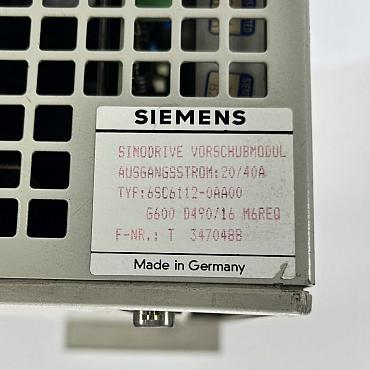 SIEMENS
SIMODRIVE VORSCHUBMODUL
AUSGANGSSTROM:20/40A
TYP:6SC6112-0AA00
G600 D490/16 M6REQ
F-NR.: T 347048B
Made in Germany